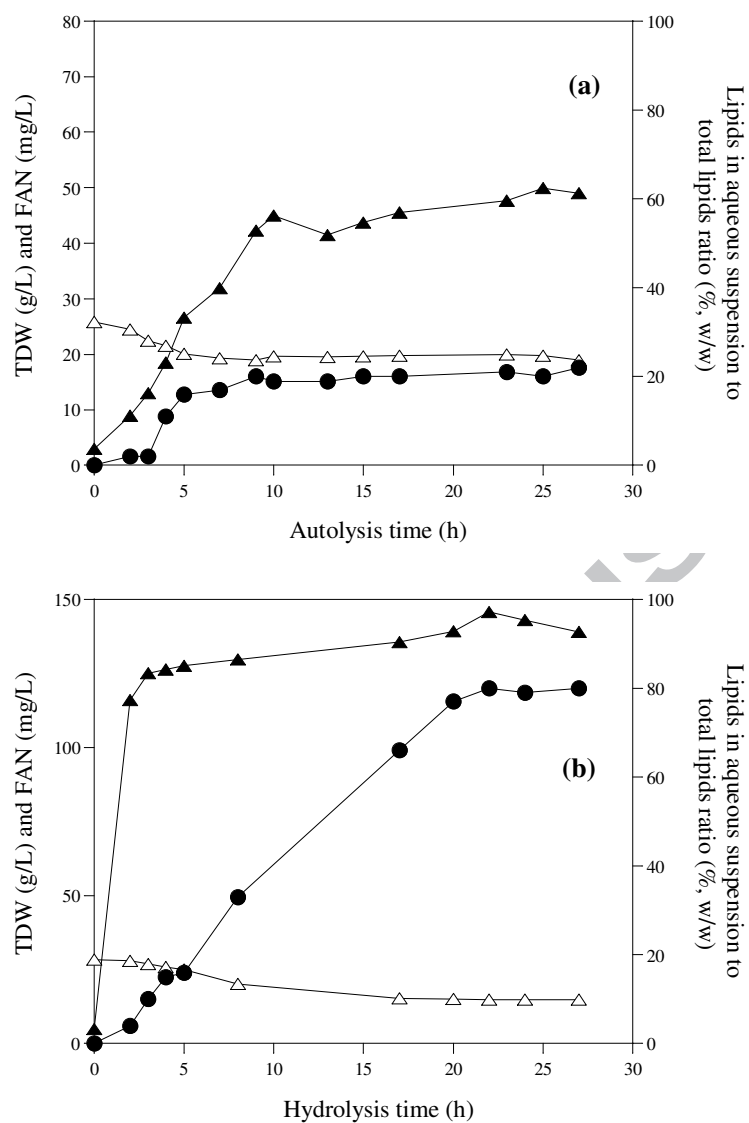 80
70
60
50
40
30
20
10
0
TDW (g/L) and FAN (mg/L)
100
80
60
40
20
0
Lipids in aqueous suspension to
total lipids ratio (%, w/w)
(a)
0 5 10 15 20 25 30
Autolysis time (h)
150
100
50
0
TDW (g/L) and FAN (mg/L)
100
80
60
40
20
0
Lipids in aqueous suspension to
total lipids ratio (%, w/w)
(b)
0 5 10 15 20 25 30
Hydrolysis time (h)